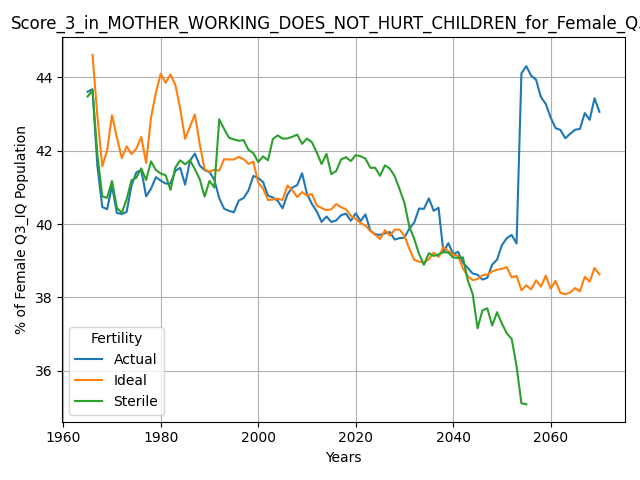 Score_3_in_MOTHER_WORKING_DOES_NOT_HURT_CHILDREN_for_Female_Q3
% of Female Q3_IQ Population
44
42
40
38
36
Fertility
Actual
Ideal
Sterile
1960 1980 2000 2020 2040 2060
Years